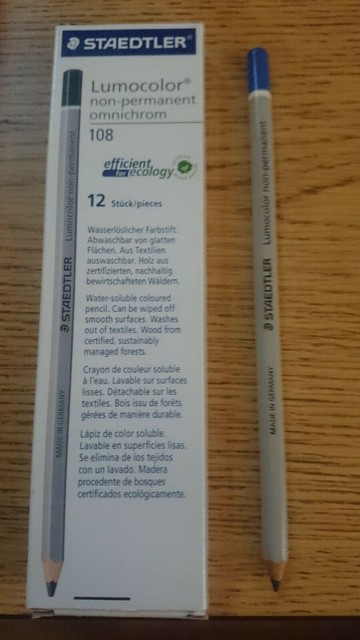 STAEDTLER
Lumocolor®
non-permanent
omnichrom
108
efficient
for ecology
12 Stück/pieces
Wasserlöslicher Farbstift.
Abwaschbar von glatten
Flächen. Aus Textilien
auswaschbar. Holz aus
zertifizierten, nachhaltig
bewirtschafteten Wäldern.
Water-soluble coloured
pencil. Can be wiped off
smooth surfaces. Washes
out of textiles. Wood from
certified, sustainably
managed forests.
Crayon de couleur soluble
à l'eau. Lavable sur surfaces
lisses. Détachable sur les
textiles. Bois issu de forêts
gérées de manière durable.
Lápiz de color soluble.
Lavable en superficies lisas.
Se elimina de los tejidos
con un lavado. Madera
procedente de bosques
certificados ecológicamente.
MADE IN GERMANY STAEDTLER Lumocolor non-permanent
MADE IN GERMANY STAEDTLER Lumocolor non-permanent